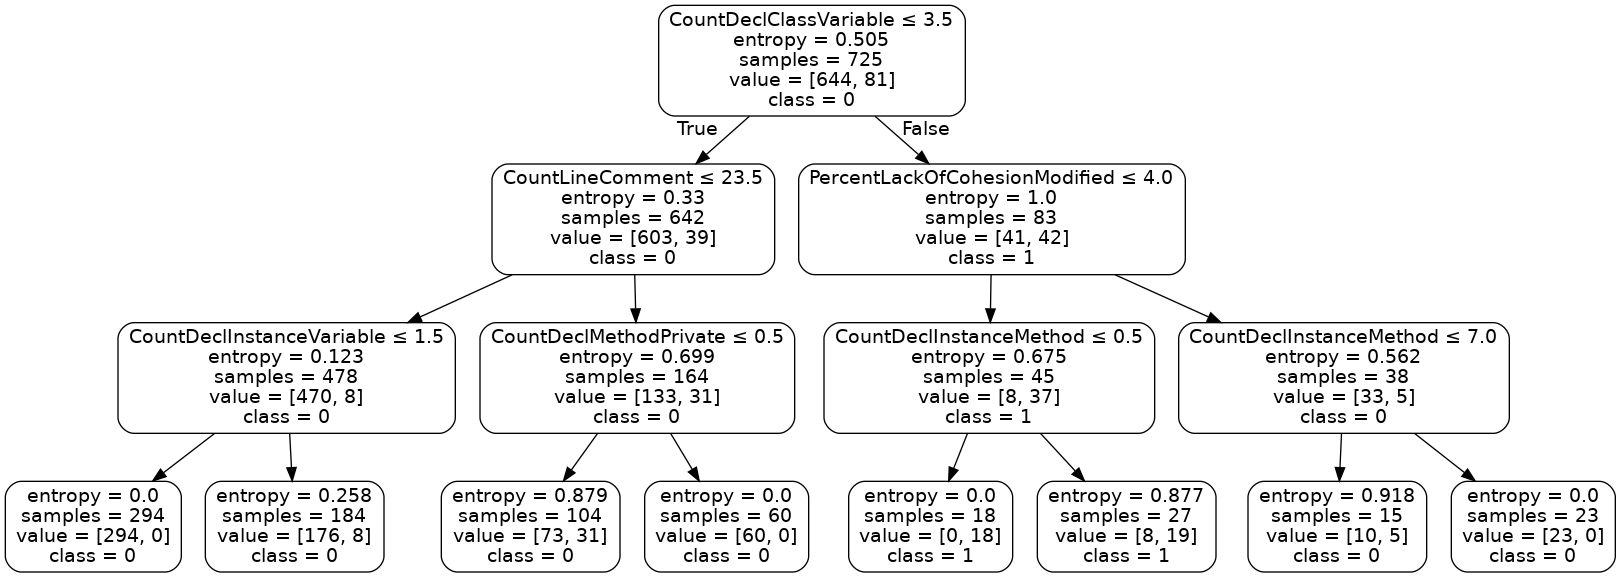 CountDeclClassVariable ≤ 3.5
entropy = 0.505
samples = 725
value = [644, 81]
class = 0
True
False
CountLineComment ≤ 23.5
entropy = 0.33
samples = 642
value = [603, 39]
class = 0
PercentLackOfCohesionModified ≤ 4.0
entropy = 1.0
samples = 83
value = [41, 42]
class = 1
CountDeclInstanceVariable ≤ 1.5
entropy = 0.123
samples = 478
value = [470, 8]
class = 0
CountDeclMethodPrivate ≤ 0.5
entropy = 0.699
samples = 164
value = [133, 31]
class = 0
CountDeclInstanceMethod ≤ 0.5
entropy = 0.675
samples = 45
value = [8, 37]
class = 1
CountDeclInstanceMethod ≤ 7.0
entropy = 0.562
samples = 38
value = [33, 5]
class = 0
entropy = 0.0
samples = 294
value = [294, 0]
class = 0
entropy = 0.258
samples = 184
value = [176, 8]
class = 0
entropy = 0.879
samples = 104
value = [73, 31]
class = 0
entropy = 0.0
samples = 60
value = [60, 0]
class = 0
entropy = 0.0
samples = 18
value = [0, 18]
class = 1
entropy = 0.877
samples = 27
value = [8, 19]
class = 1
entropy = 0.918
samples = 15
value = [10, 5]
class = 0
entropy = 0.0
samples = 23
value = [23, 0]
class = 0